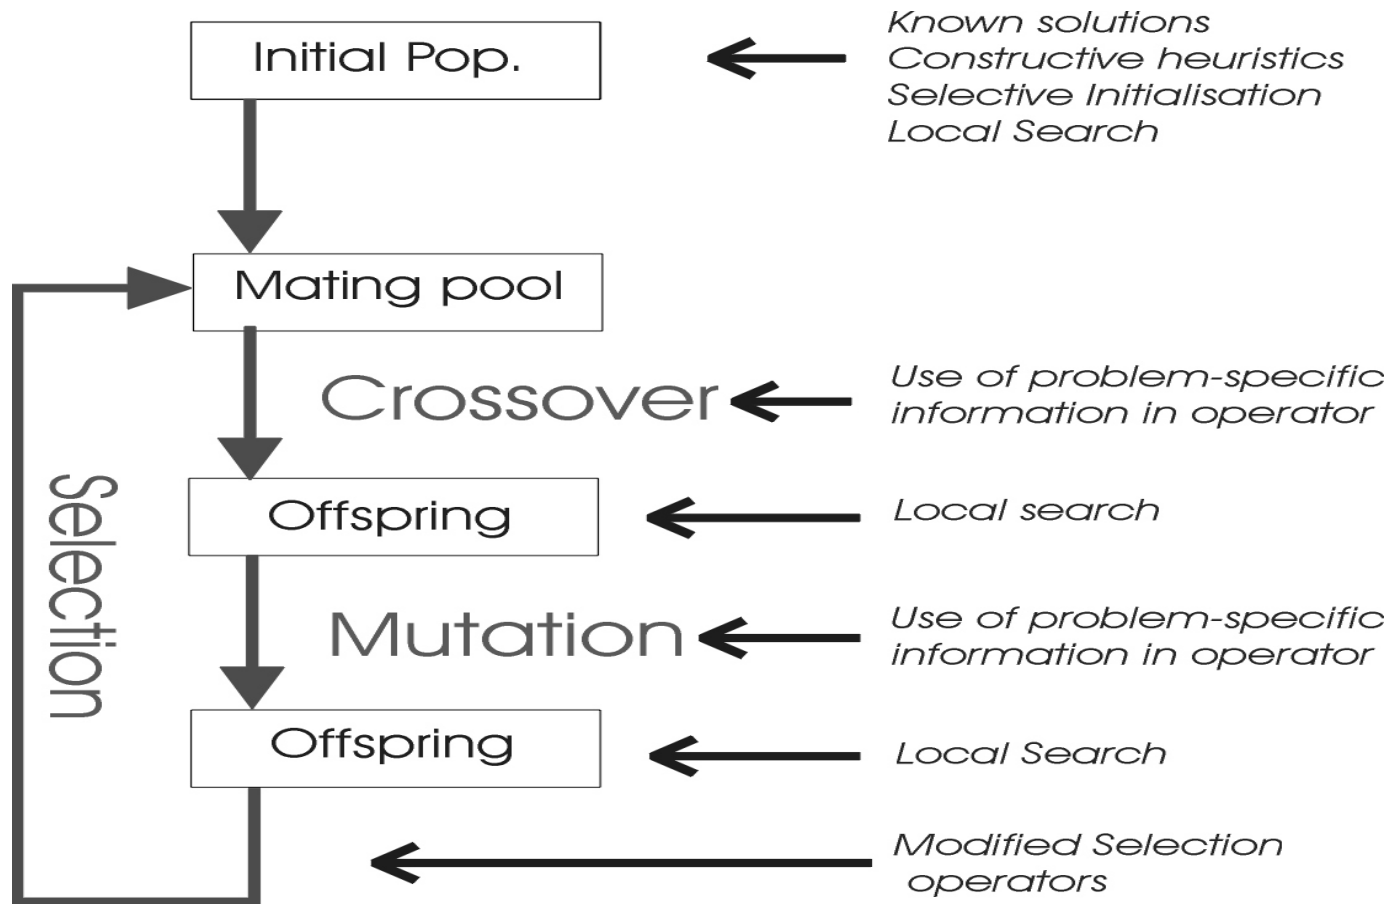 Initial Pop.
Known solutions
Constructive heuristics
Selective Initialisation
Local Search
Mating pool
Crossover
Use of problem-specific
information in operator
Selection
Offspring
Local search
Mutation
Use of problem-specific
information in operator
Offspring
Local Search
Modified Selection
operators